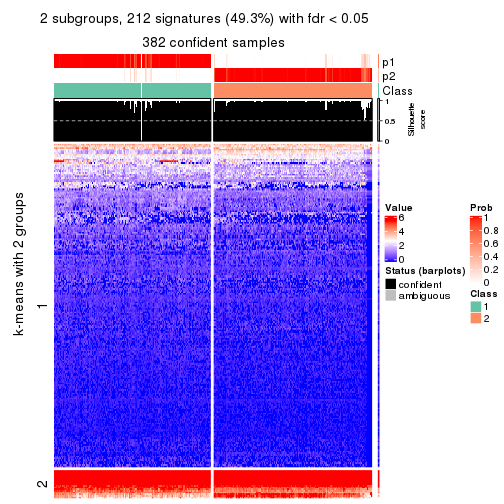 2 subgroups, 212 signatures (49.3%) with fdr < 0.05
382 confident samples
p1
p2
Class
1
0.5
0
Silhouette
score
k-means with 2 groups
1
2
Value
6
4
2
0
Status (barplots)
confident
ambiguous
Prob
1
0.8
0.6
0.4
0.2
0
Class
1
2